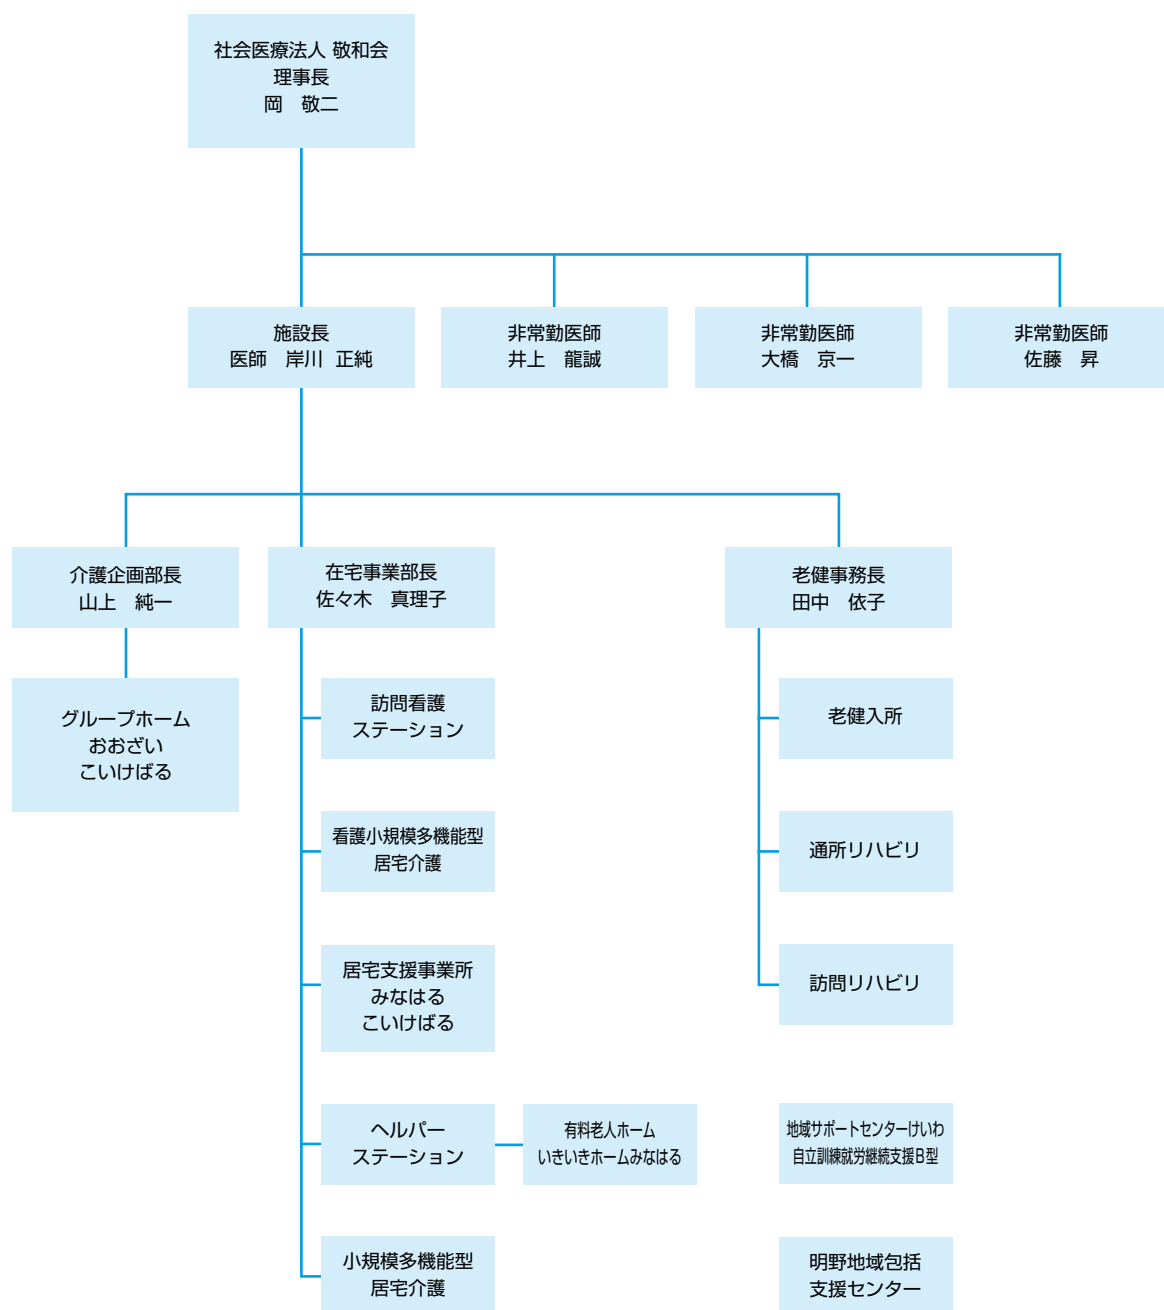 社会医療法人 敬和会
理事長
岡　敬二
施設長
医師　岸川 正純
非常勤医師
井上　龍誠
非常勤医師
大橋　京一
非常勤医師
佐藤　昇
介護企画部長
山上　純一
在宅事業部長
佐々木　真理子
老健事務長
田中　依子
グループホーム
おおざい
こいけばる
訪問看護
ステーション
老健入所
看護小規模多機能型
居宅介護
通所リハビリ
居宅支援事業所
みなはる
こいけばる
訪問リハビリ
ヘルパー
ステーション
有料老人ホーム
いきいきホームみなはる
地域サポートセンターけいわ
自立訓練就労継続支援Ｂ型
小規模多機能型
居宅介護
明野地域包括
支援センター